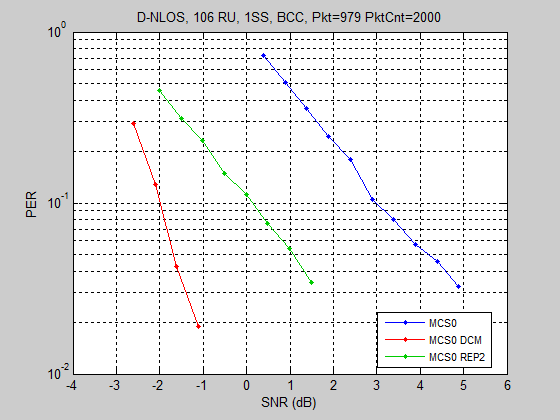 D-NLOS, 106 RU, 1SS, BCC, Pkt=979 PktCnt=2000
10^0
10^-1
10^-2
PER
-4 -3 -2 -1 0 1 2 3 4 5 6
SNR (dB)
MCS0
MCS0 DCM
MCS0 REP2